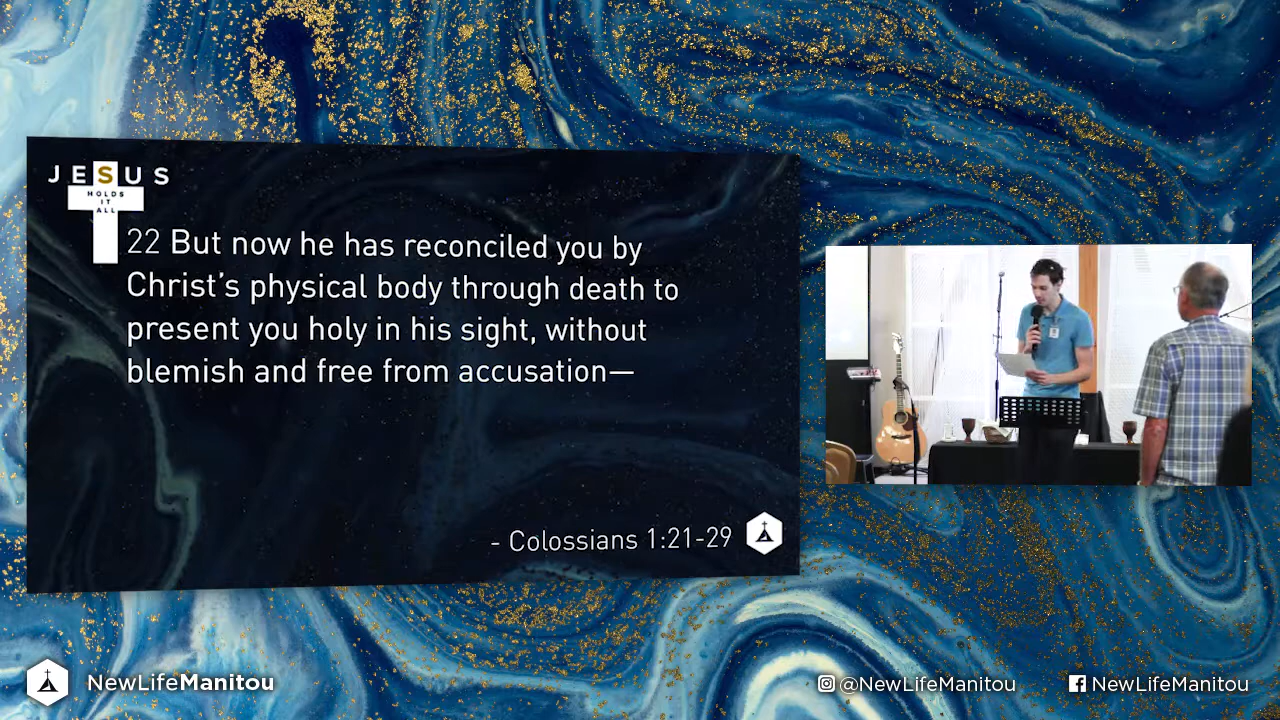 JESUS
HOLDS
IT
ALL
22 But now he has reconciled you by
Christ's physical body through death to
present you holy in his sight, without
blemish and free from accusation—
- Colossians 1:21-29
NewLifeManitou
@NewLifeManitou
NewLifeManitou